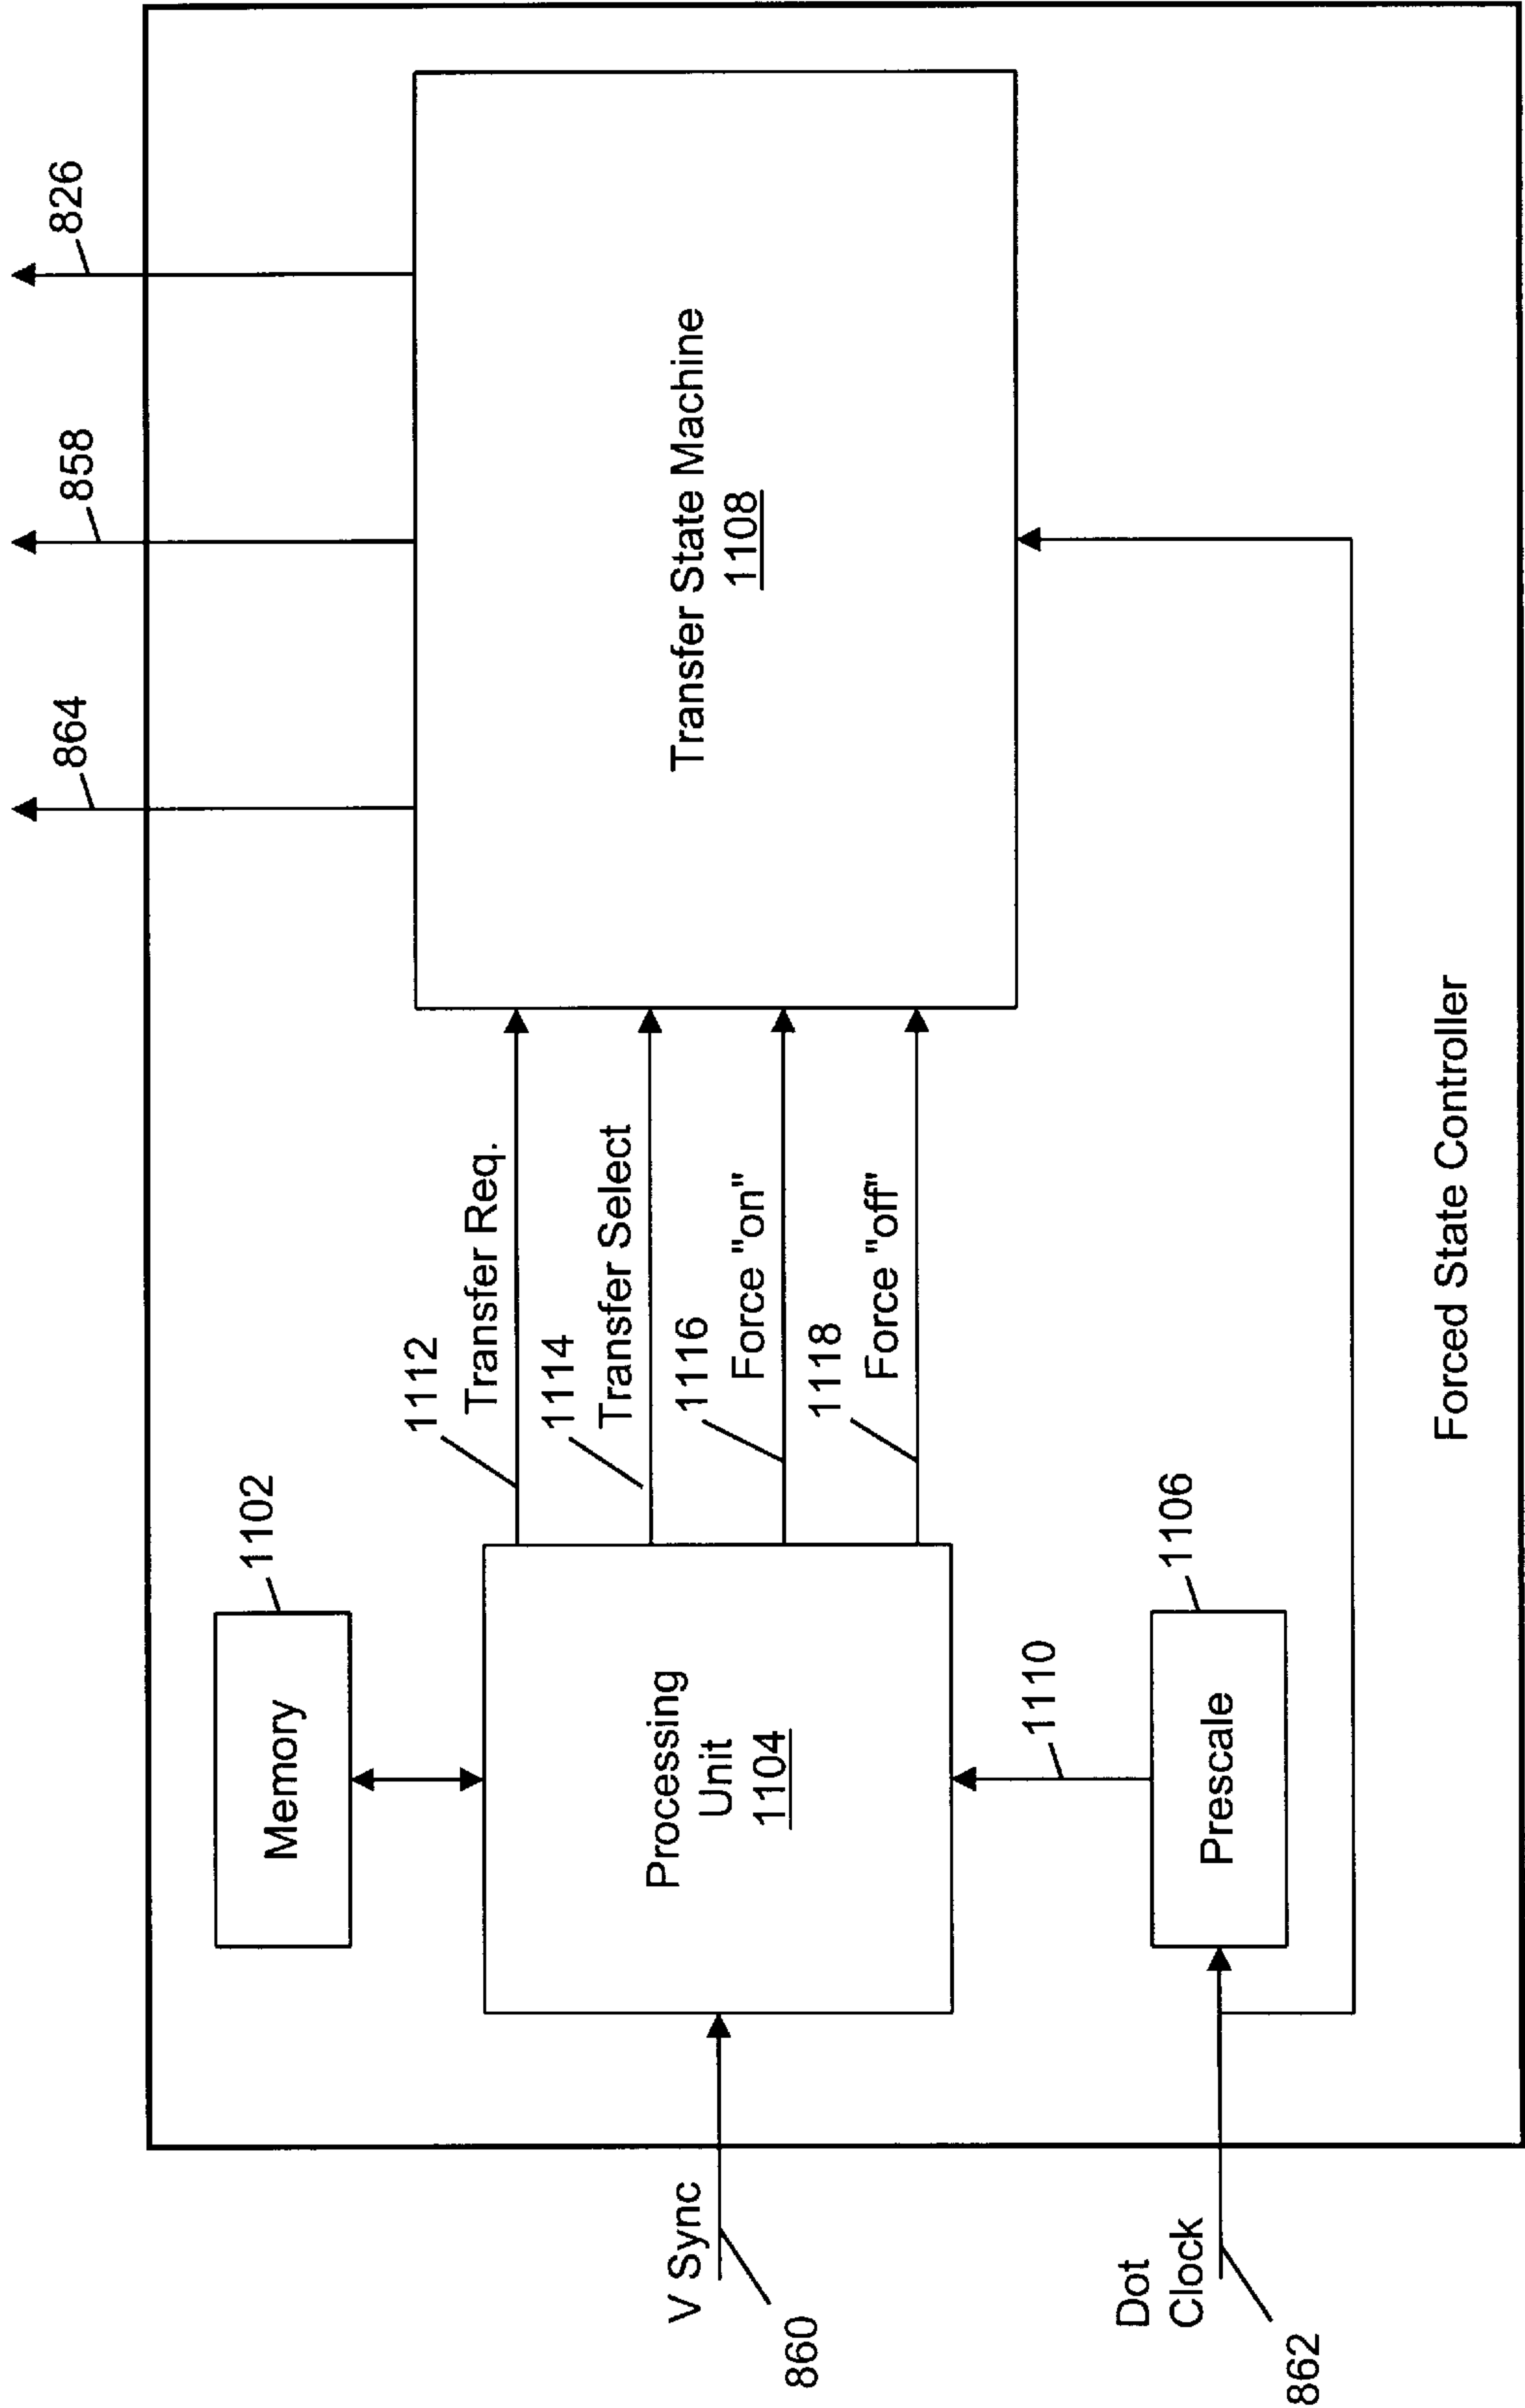 864
858
826
Memory
1102
1112
Transfer Req.
1114
Transfer Select
1116
Force "on"
1118
Force "off"
Processing
Unit
1104
Transfer State Machine
1108
V Sync
860
1110
Prescale
1106
Dot
Clock
862
Forced State Controller